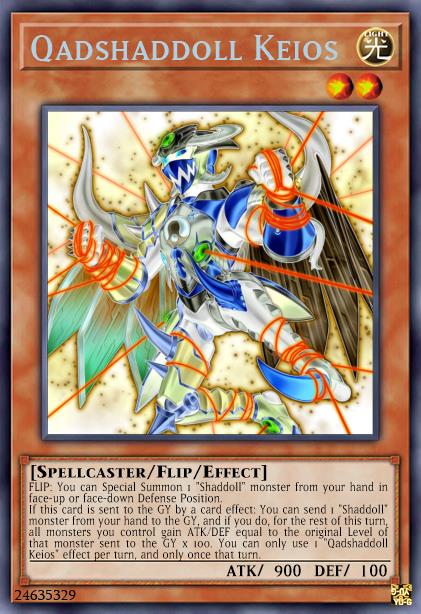 Qadshaddoll Keios
LIGHT
光
[Spellcaster/Flip/Effect]
FLIP: You can Special Summon 1 "Shaddoll" monster from your hand in
face-up or face-down Defense Position.
If this card is sent to the GY by a card effect: You can send 1 "Shaddoll"
monster from your hand to the GY, and if you do, for the rest of this turn,
all monsters you control gain ATK/DEF equal to the original Level of
that monster sent to the GY x 100. You can only use 1 "Qadshaddoll
Keios" effect per turn, and only once that turn.
ATK/ 900 DEF/ 100
24635329